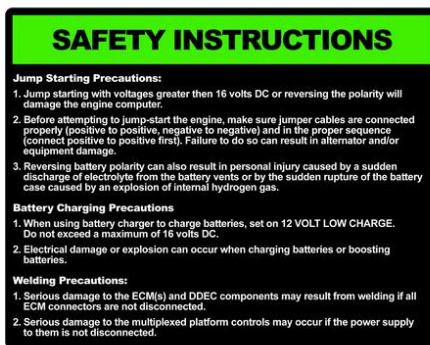 SAFETY INSTRUCTIONS
Jump Starting Precautions:
1. Jump starting with voltages greater then 16 volts DC or reversing the polarity will
damage the engine computer.
2. Before attempting to jump-start the engine, make sure jumper cables are connected
properly (positive to positive, negative to negative) and in the proper sequence
(connect positive to positive first). Failure to do so can result in alternator and/or
equipment damage.
3. Reversing battery polarity can also result in personal injury caused by a sudden
discharge of electrolyte from the battery vents or by the sudden rupture of the battery
case caused by an explosion of internal hydrogen gas.
Battery Charging Precautions
1. When using battery charger to charge batteries, set on 12 VOLT LOW CHARGE.
Do not exceed a maximum of 16 volts DC.
2. Electrical damage or explosion can occur when charging batteries or boosting
batteries.
Welding Precautions:
1. Serious damage to the ECM(s) and DDEC components may result from welding if all
ECM connectors are not disconnected.
2. Serious damage to the multiplexed platform controls may occur if the power supply
to them is not disconnected.